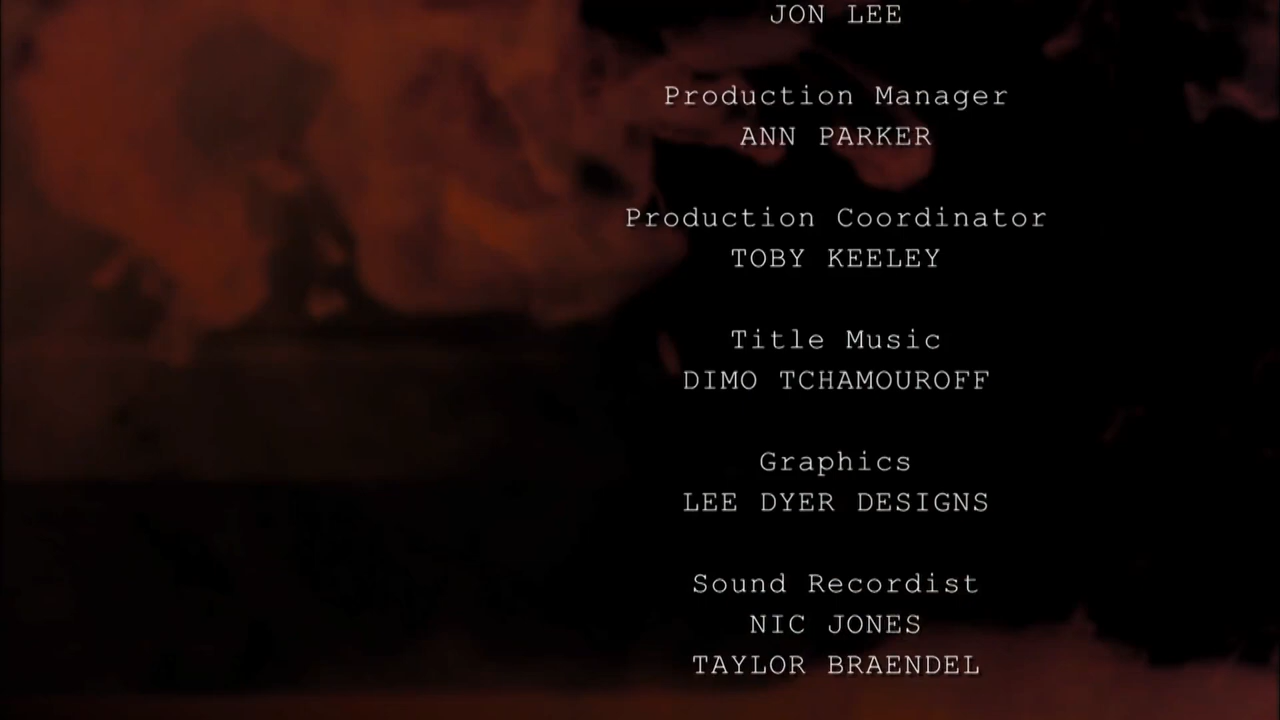 JON LEE
Production Manager
ANN PARKER
Production Coordinator
TOBY KEELEY
Title Music
DIMO TCHAMOUROFF
Graphics
LEE DYER DESIGNS
Sound Recordist
NIC JONES
TAYLOR BRAENDEL